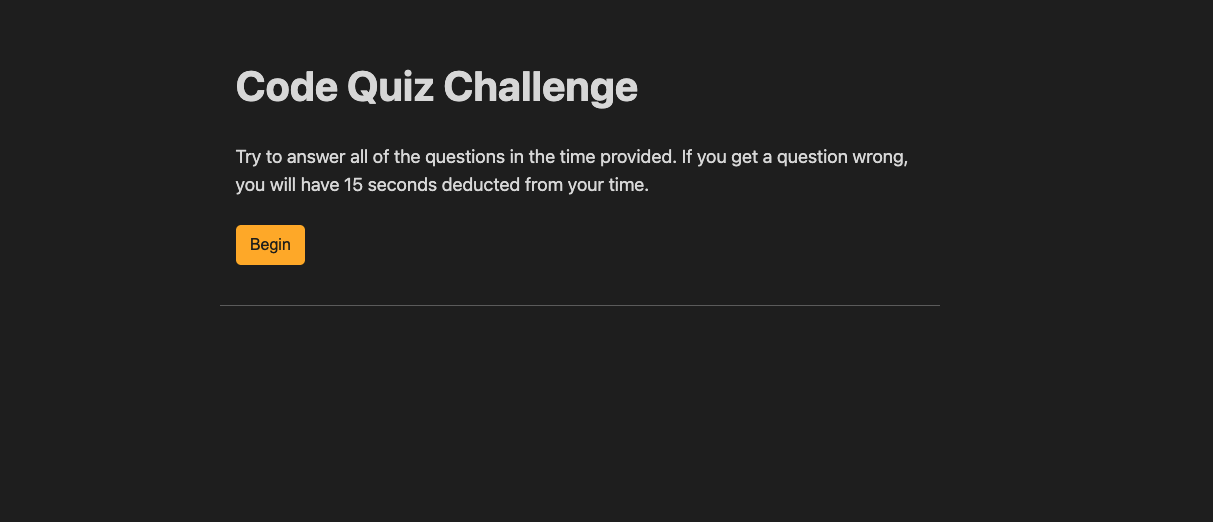 Code Quiz Challenge
Try to answer all of the questions in the time provided. If you get a question wrong,
you will have 15 seconds deducted from your time.
Begin